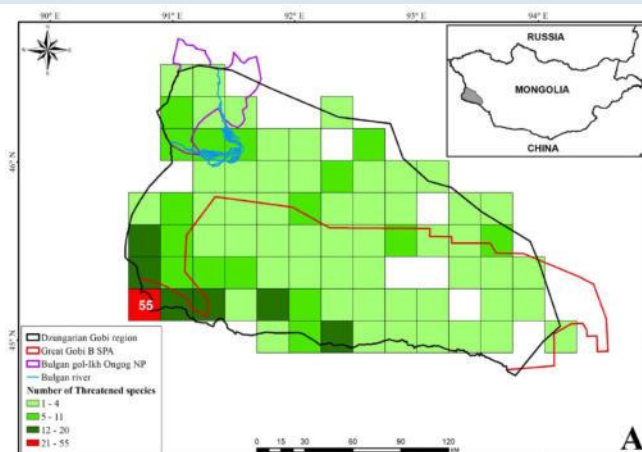 90° E
91° E
92° E
93° E
94° E
RUSSIA
MONGOLIA
CHINA
46° N
45° N
55
Dzungarian Gobi region
Great Gobi B SPA
Bulgan gol-Ikh Ongog NP
Bulgan river
Number of Threatened species
1 - 4
5 - 11
12 - 20
21 - 55
0 15 30 60 90 120
KM
A